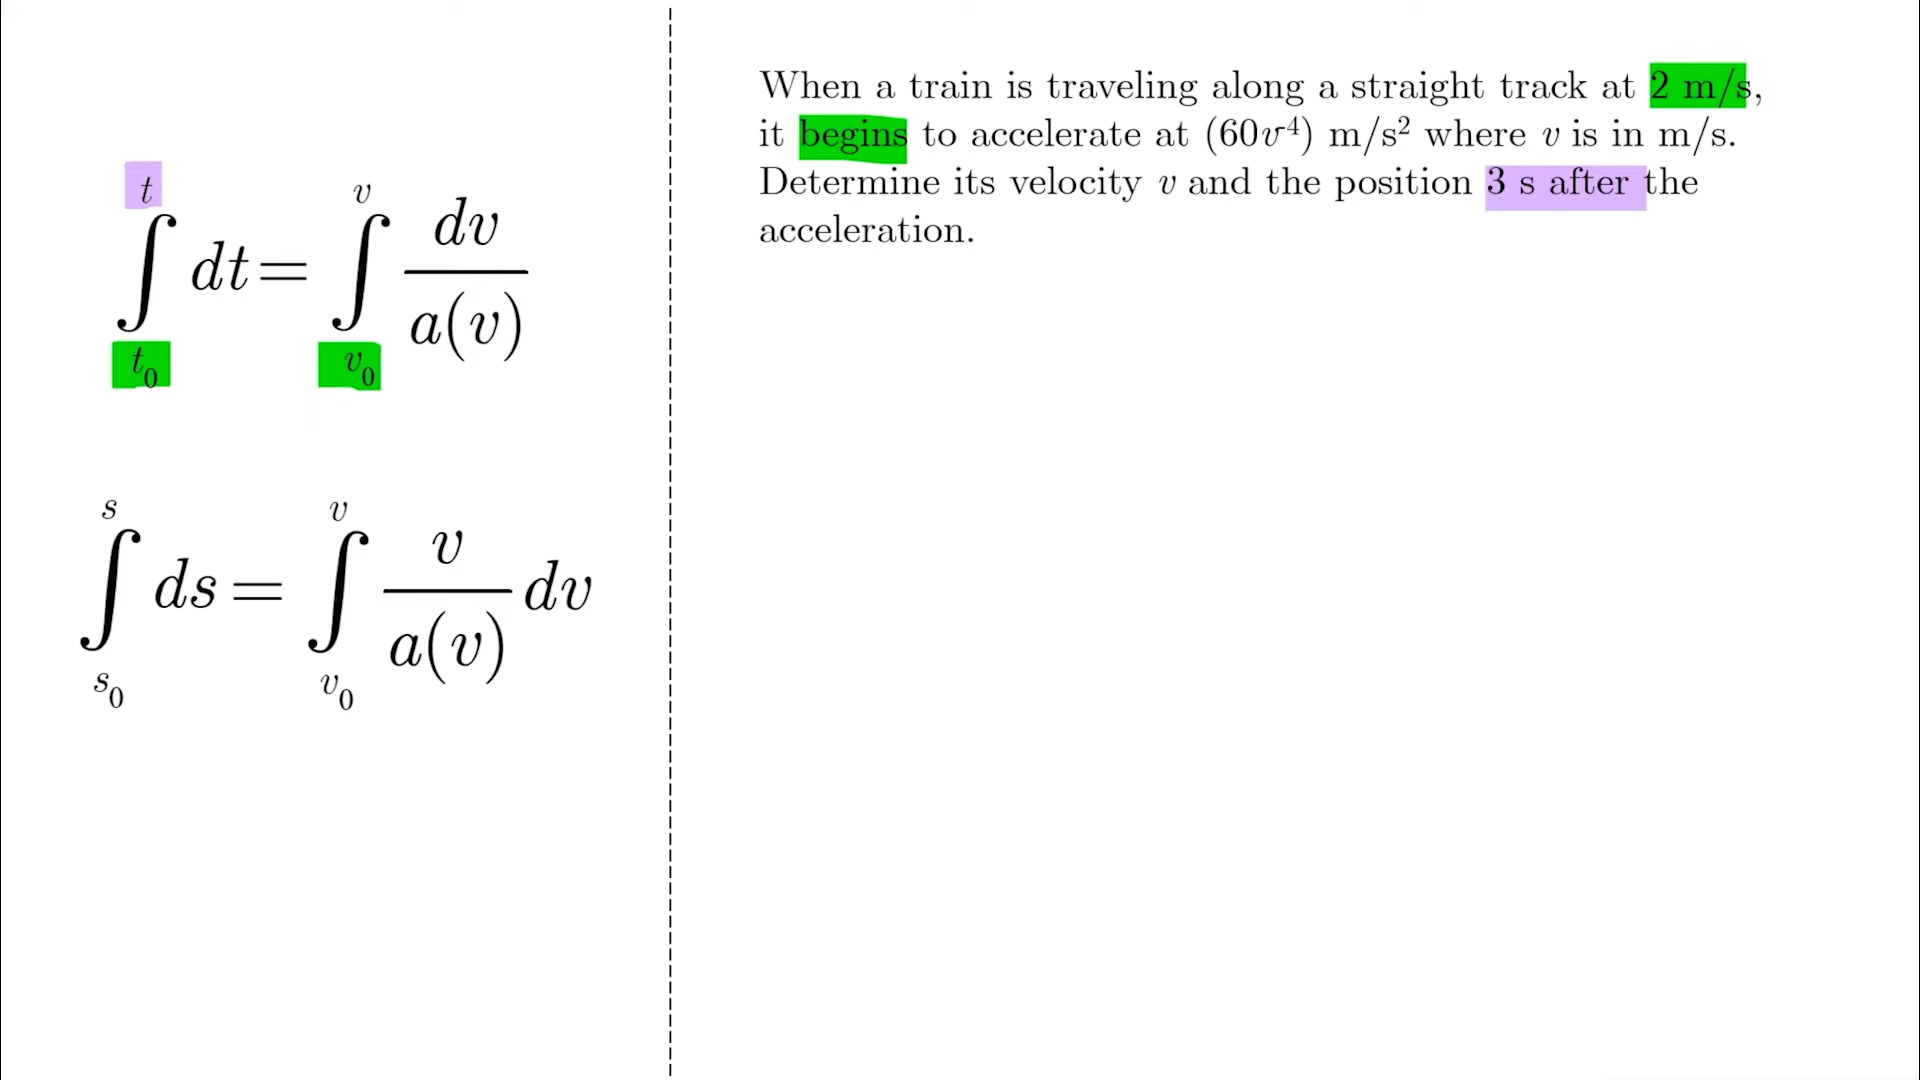 When a train is traveling along a straight track at 2 m/s,
it begins to accelerate at (60v⁴) m/s² where v is in m/s.
Determine its velocity v and the position 3 s after the
acceleration.
∫_{t₀}^{t} dt = ∫_{v₀}^{v} dv/a(v)
∫_{s₀}^{s} ds = ∫_{v₀}^{v} v/a(v) dv